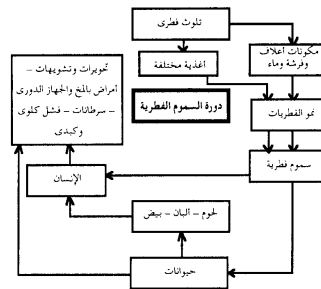 تلوث فطرى
مكونات أعلاف
وفرشة وماء
أغذية مختلفة
تحويرات وتشويهات -
أمراض بالمخ والجهاز الدورى
- سرطانات - فشل كلوى
وكبدى
دورة السموم الفطرية
نمو الفطريات
سموم فطرية
الإنسان
لحوم - ألبان - بيض
حيوانات